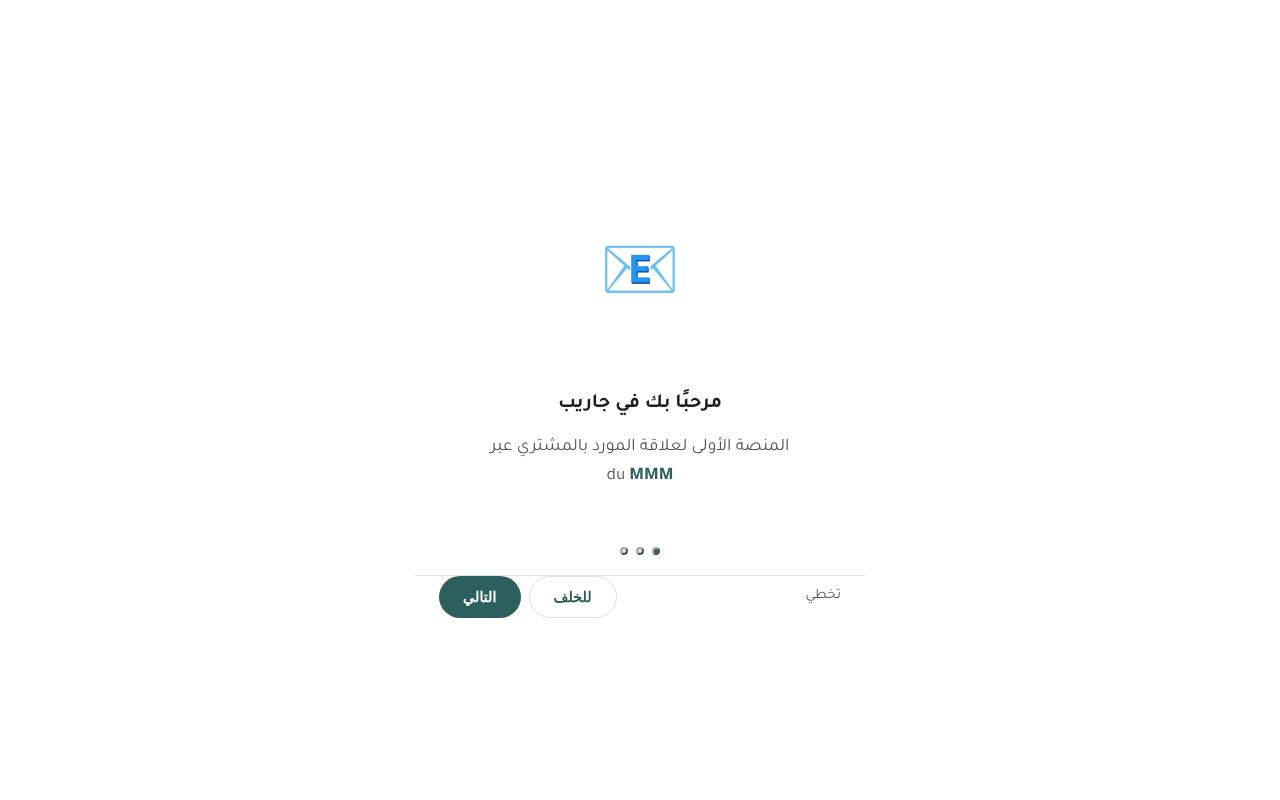 مرحبًا بك في جاريب
المنصة الأولى لعلاقة المورد بالمشتري عبر
MMM du
تخطي
للخلف
التالي